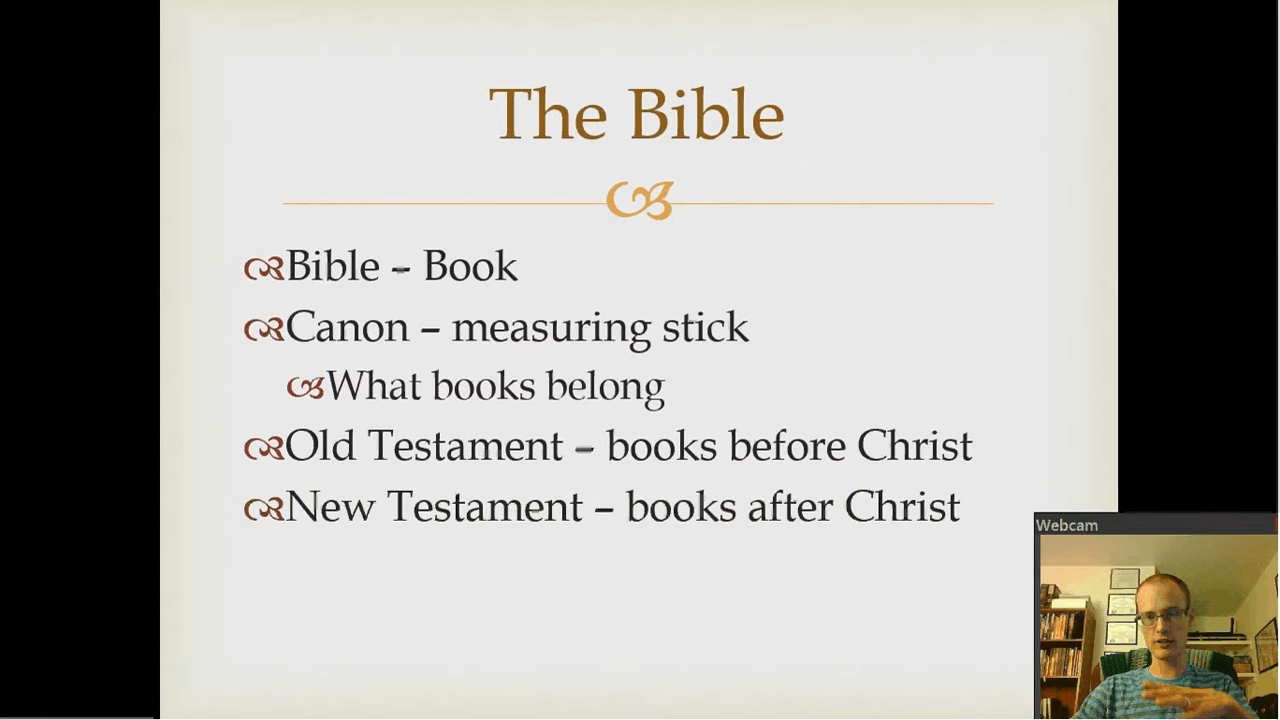 The Bible
Bible – Book
Canon – measuring stick
What books belong
Old Testament – books before Christ
New Testament – books after Christ
Webcam